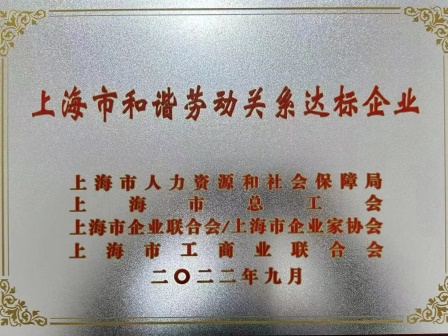 上海市和谐劳动关系达标企业
上海市人力资源和社会保障局
上海市总工会
上海市企业联合会/上海市企业家协会
上海市工商业联合会
二〇二二年九月